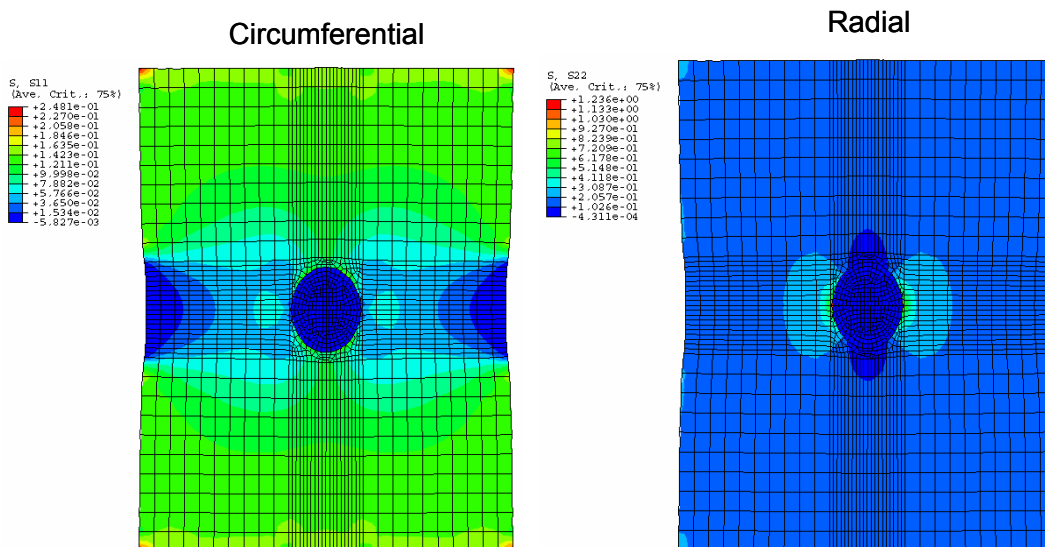 Circumferential
Radial
S, S11
(Ave. Crit.: 75%)
+2.481e-01
+2.270e-01
+2.058e-01
+1.846e-01
+1.635e-01
+1.423e-01
+1.211e-01
+9.998e-02
+7.882e-02
+5.766e-02
+3.650e-02
+1.534e-02
-5.827e-03
S, S22
(Ave. Crit.: 75%)
+1.236e+00
+1.133e+00
+1.030e+00
+9.270e-01
+8.239e-01
+7.209e-01
+6.178e-01
+5.148e-01
+4.118e-01
+3.087e-01
+2.057e-01
+1.026e-01
-4.311e-04